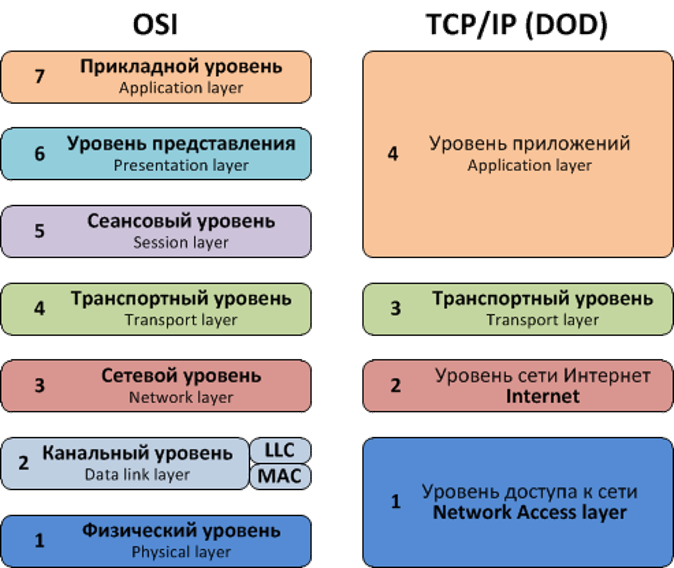 OSI
7 Прикладной уровень
Application layer
6 Уровень представления
Presentation layer
5 Сеансовый уровень
Session layer
4 Транспортный уровень
Transport layer
3 Сетевой уровень
Network layer
2 Канальный уровень
Data link layer
LLC
MAC
1 Физический уровень
Physical layer
TCP/IP (DOD)
4 Уровень приложений
Application layer
3 Транспортный уровень
Transport layer
2 Уровень сети Интернет
Internet
1 Уровень доступа к сети
Network Access layer